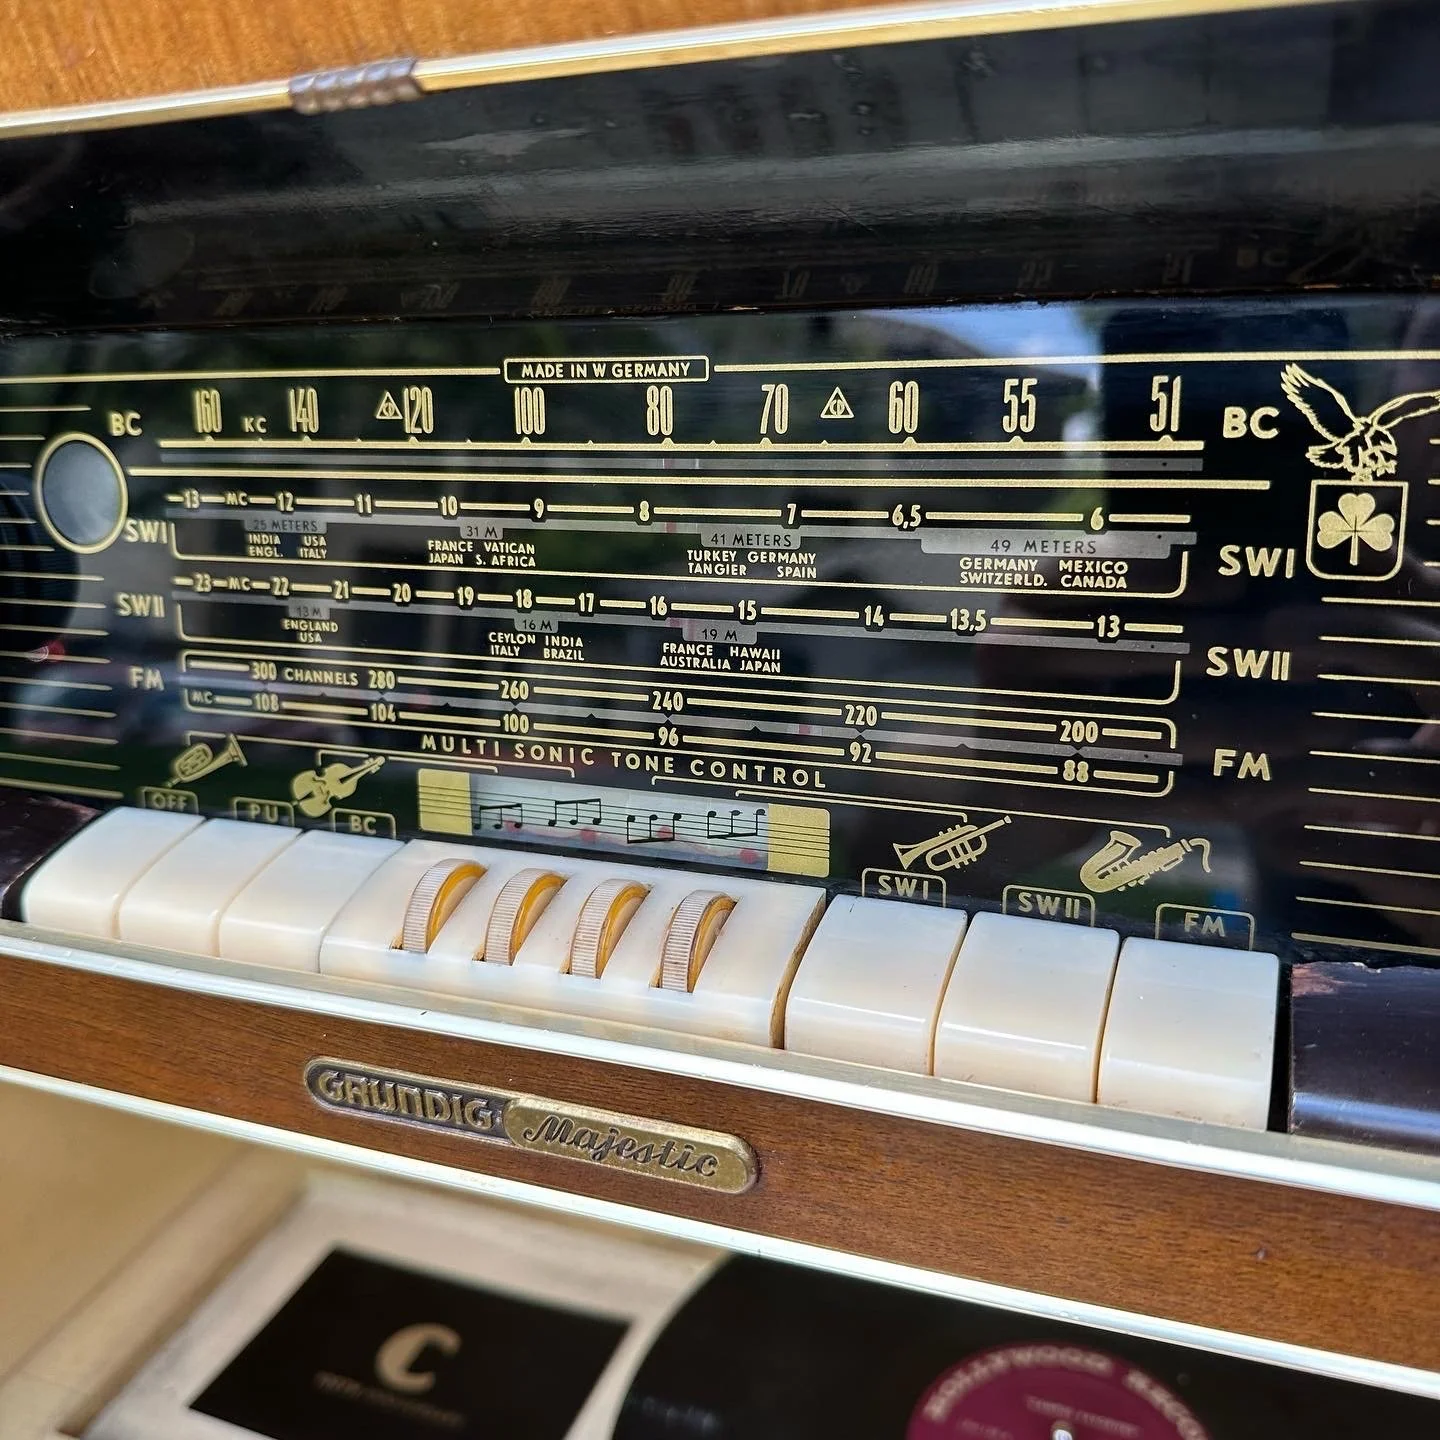 MADE IN W GERMANY
BC 160 KC 140 CD 120 100 80 70 CD 60 55 51 BC
13 MC 12 11 10 9 8 7 6,5 6
SWI 25 METERS 31 M 41 METERS 49 METERS SWI
INDIA USA FRANCE VATICAN TURKEY GERMANY GERMANY MEXICO
ENGL. ITALY JAPAN S. AFRICA TANGIER SPAIN SWITZERLD. CANADA
23 MC 22 21 20 19 18 17 16 15 14 13,5 13
SWII 13 M 16 M 19 M SWII
ENGLAND CEYLON INDIA FRANCE HAWAII
USA ITALY BRAZIL AUSTRALIA JAPAN
FM 300 CHANNELS 280 260 240 220 200
MC 108 104 100 96 92 88 FM
MULTI SONIC TONE CONTROL
OFF PU BC SWI SWII FM
GRUNDIG Majestic
C
HOLLYWOOD